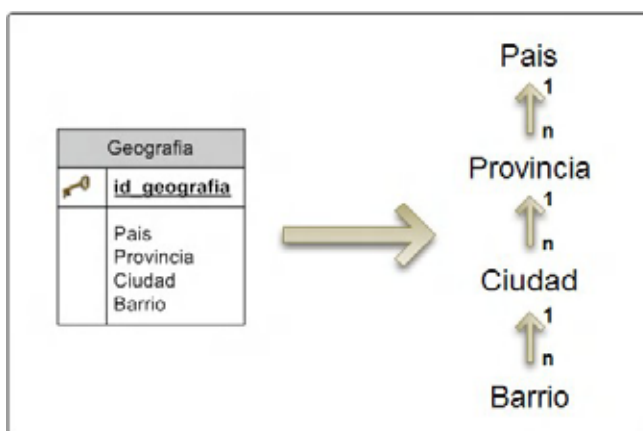 Geografia
id_geografia
Pais
Provincia
Ciudad
Barrio
Pais
1
n
Provincia
1
n
Ciudad
1
n
Barrio